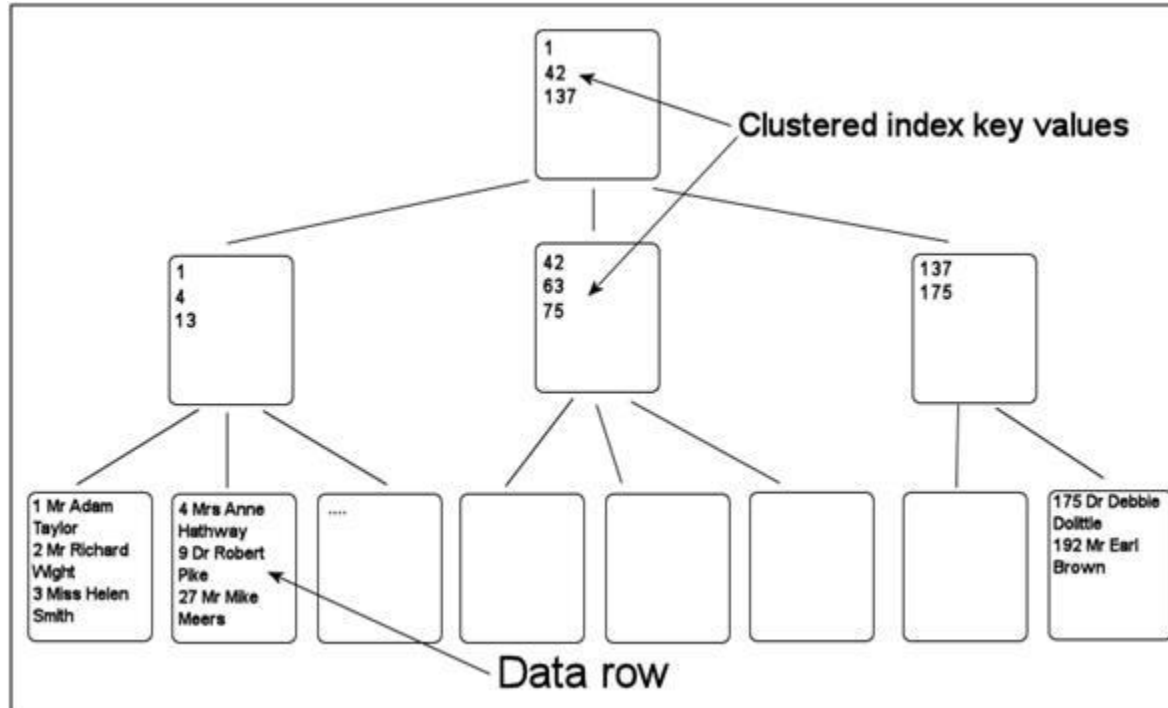 1
42
137
Clustered index key values
1
4
13
42
63
75
137
175
1 Mr Adam
Taylor
2 Mr Richard
Wight
3 Miss Helen
Smith
4 Mrs Anne
Hathway
9 Dr Robert
Pike
27 Mr Mike
Meers
....
175 Dr Debbie
Dolittle
192 Mr Earl
Brown
Data row